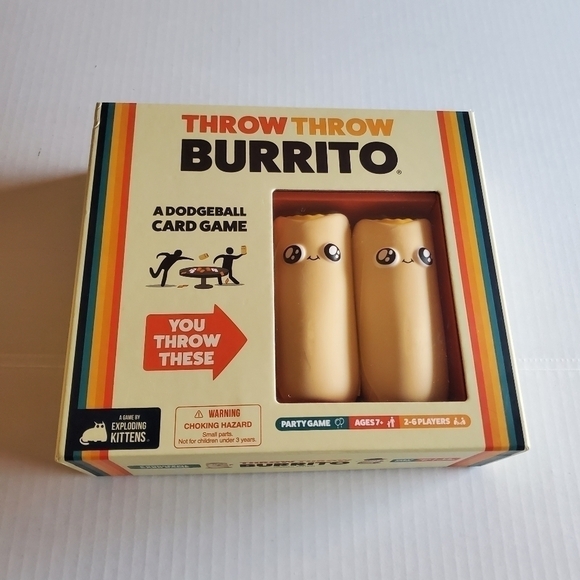 THROW THROW
BURRITO®
A DODGEBALL
CARD GAME
YOU
THROW
THESE
A GAME BY
EXPLODING
KITTENS
WARNING
CHOKING HAZARD
Small parts.
Not for children under 3 years.
PARTY GAME
AGES 7+
2-6 PLAYERS
BURRITO